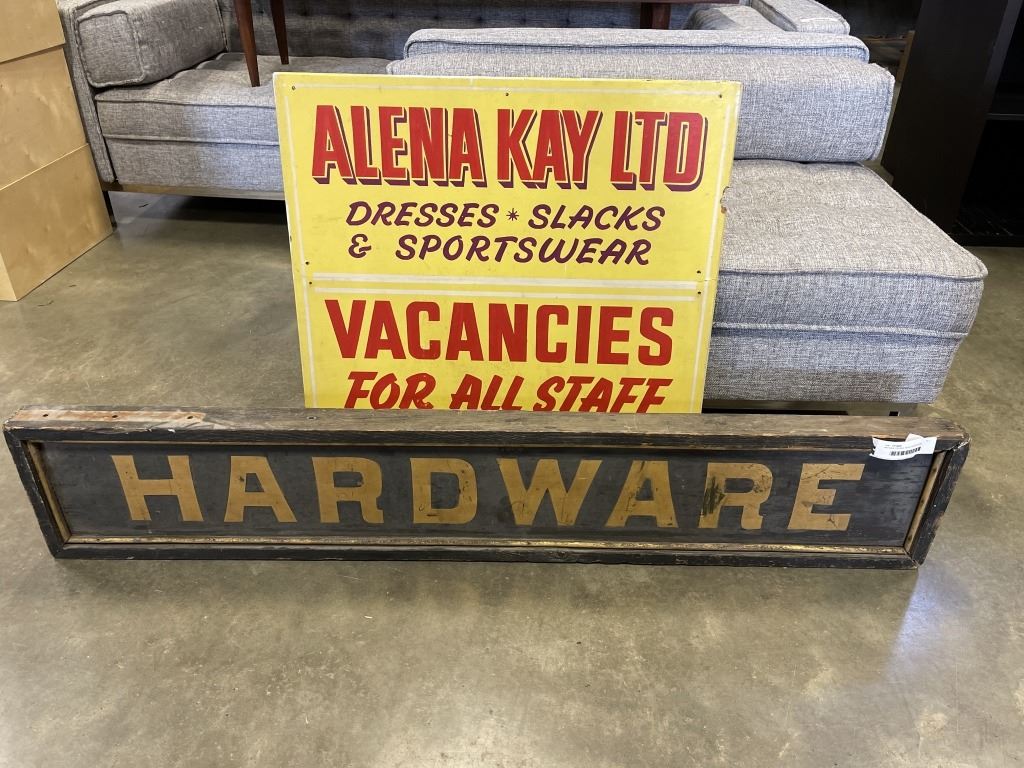 ALENA KAY LTD
DRESSES * SLACKS
& SPORTSWEAR
VACANCIES
FOR ALL STAFF
HARDWARE